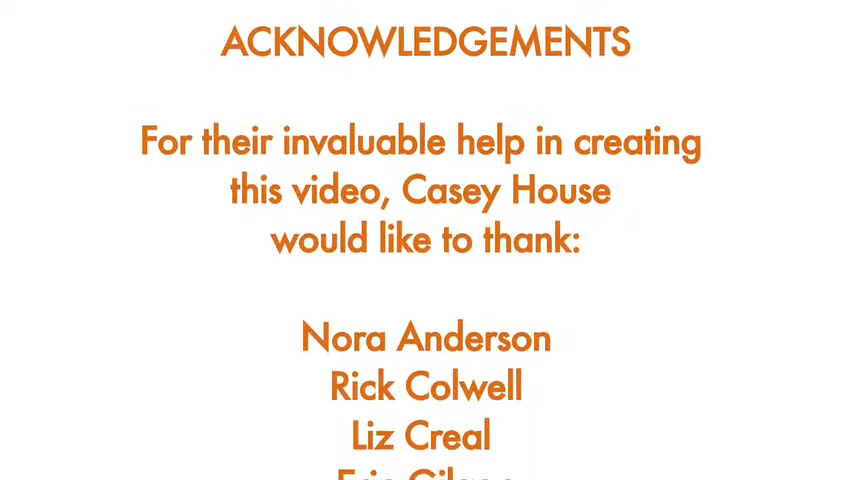 ACKNOWLEDGEMENTS
For their invaluable help in creating
this video, Casey House
would like to thank:
Nora Anderson
Rick Colwell
Liz Creal